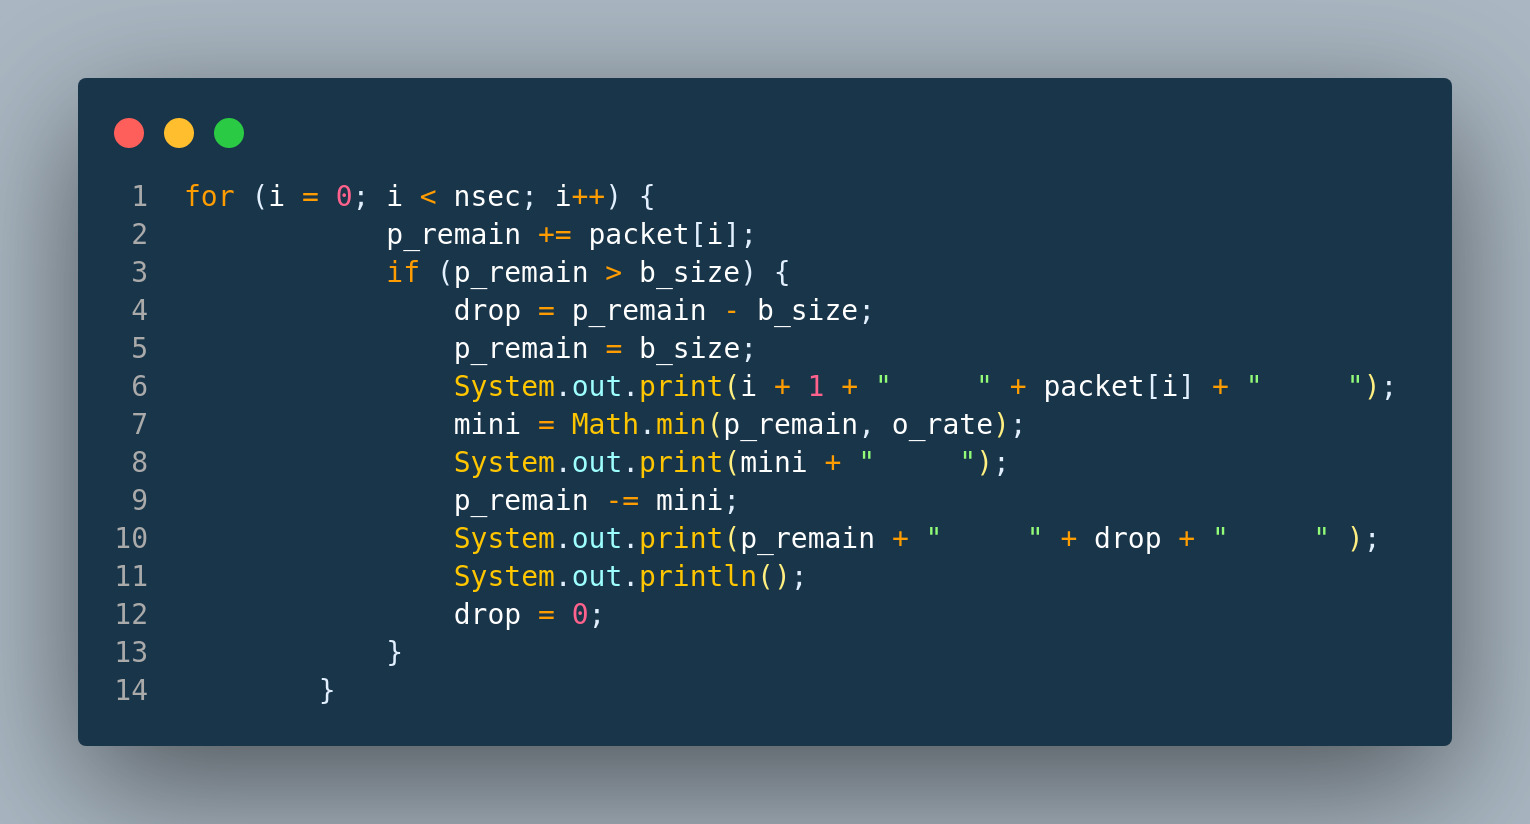 1 for (i = 0; i < nsec; i++) {
2             p_remain += packet[i];
3             if (p_remain > b_size) {
4                 drop = p_remain - b_size;
5                 p_remain = b_size;
6                 System.out.print(i + 1 + "     " + packet[i] + "     ");
7                 mini = Math.min(p_remain, o_rate);
8                 System.out.print(mini + "     ");
9                 p_remain -= mini;
10                 System.out.print(p_remain + "     " + drop + "     " );
11                 System.out.println();
12                 drop = 0;
13             }
14         }